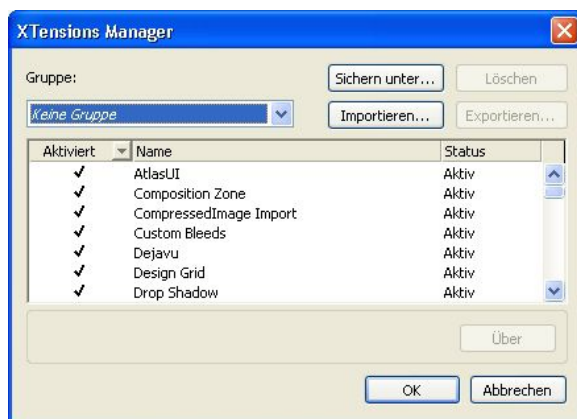 XTensions Manager
Gruppe:
Sichern unter... Löschen
Keine Gruppe Importieren... Exportieren...
Aktiviert Name Status
AtlasUI Aktiv
Composition Zone Aktiv
CompressedImage Import Aktiv
Custom Bleeds Aktiv
Dejavu Aktiv
Design Grid Aktiv
Drop Shadow Aktiv
Über
OK Abbrechen